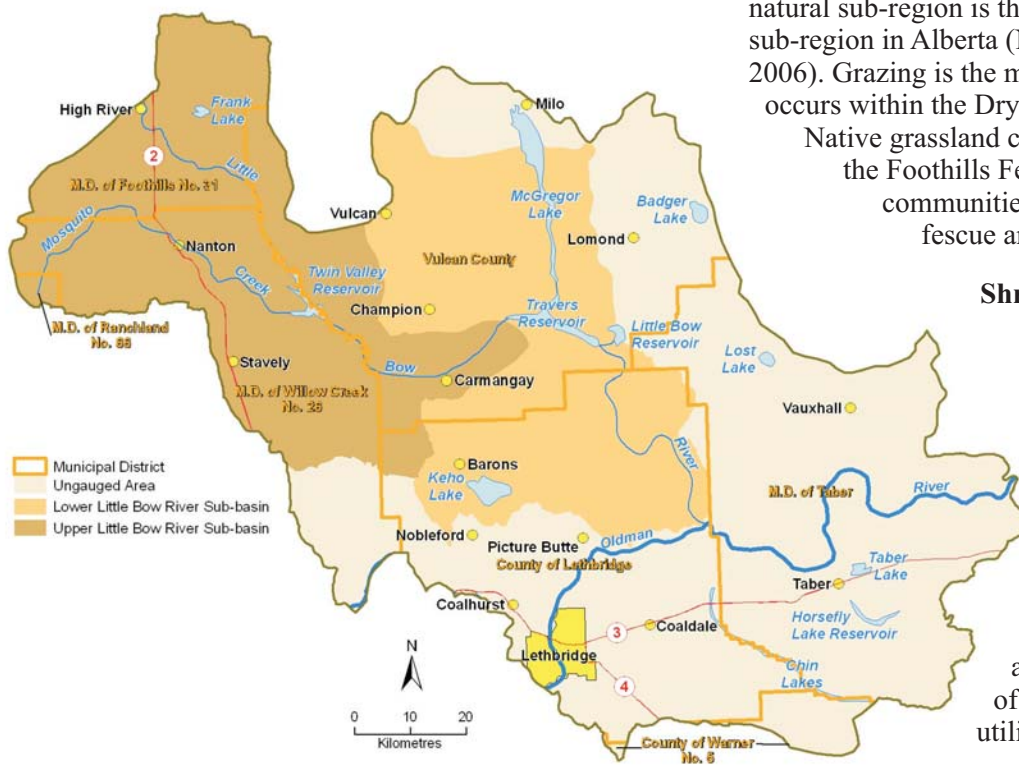 natural sub-region is th
sub-region in Alberta (
2006). Grazing is the m
occurs within the Dry
Native grassland c
the Foothills Fe
communitie
fescue a
Shr
a
of
utili
High River
Frank
Lake
2
Little
M.D. of Foothills No. 31
Mosquito
Nanton
Creek
Twin Valley
Reservoir
M.D. of Ranchland
No. 66
Stavely
M.D. of Willow Creek
No. 26
Milo
McGregor
Lake
Badger
Lake
Vulcan
Lomond
Vulcan County
Champion
Travers
Reservoir
Little Bow
Reservoir
Bow
Carmangay
Lost
Lake
Vauxhall
River
Barons
Keho
Lake
M.D. of Taber
River
Nobleford
Picture Butte
Oldman
County of Lethbridge
Taber
Lake
Taber
Coalhurst
Horsefly
Lake Reservoir
3
Coaldale
Lethbridge
4
Chin
Lakes
County of Warner
No. 5
Municipal District
Ungauged Area
Lower Little Bow River Sub-basin
Upper Little Bow River Sub-basin
N
0 10 20
Kilometres